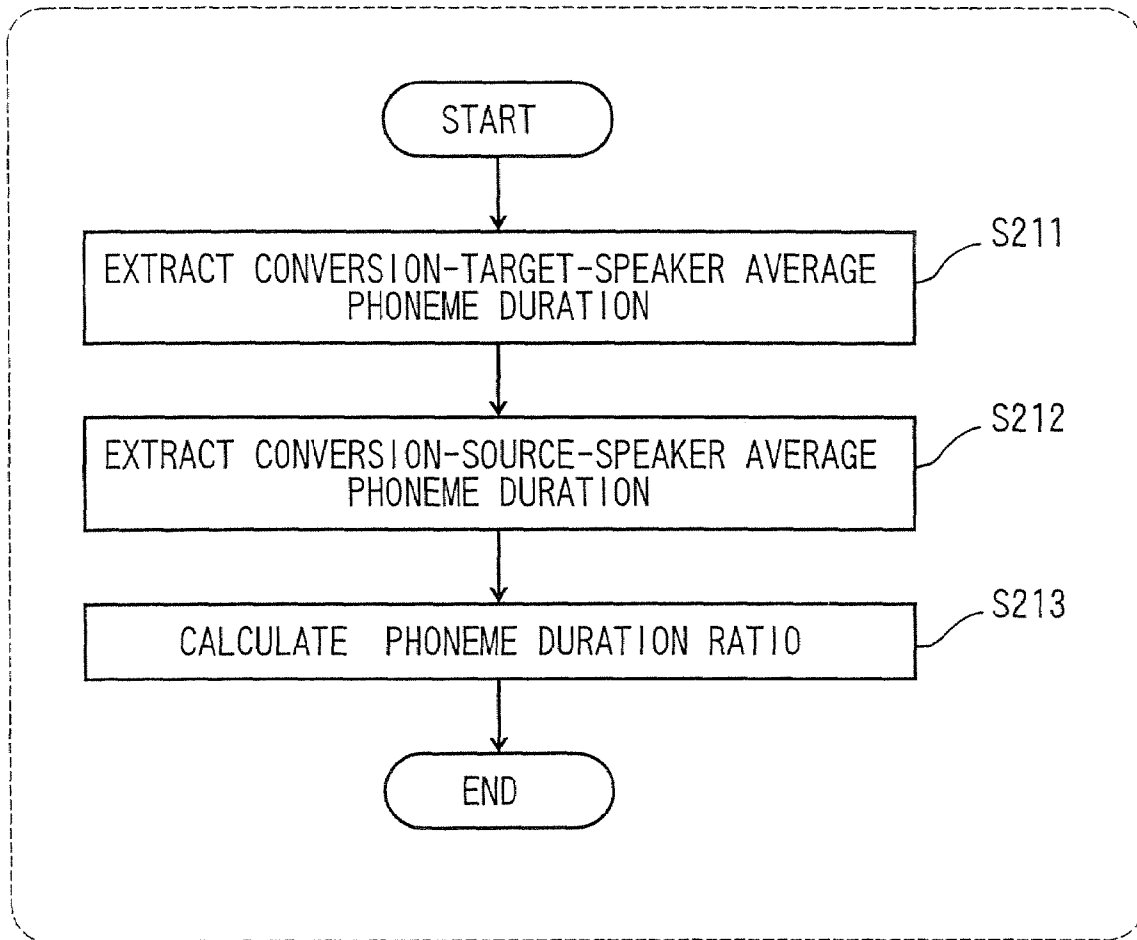 START
S211
EXTRACT CONVERSION-TARGET-SPEAKER AVERAGE
PHONEME DURATION
S212
EXTRACT CONVERSION-SOURCE-SPEAKER AVERAGE
PHONEME DURATION
S213
CALCULATE PHONEME DURATION RATIO
END